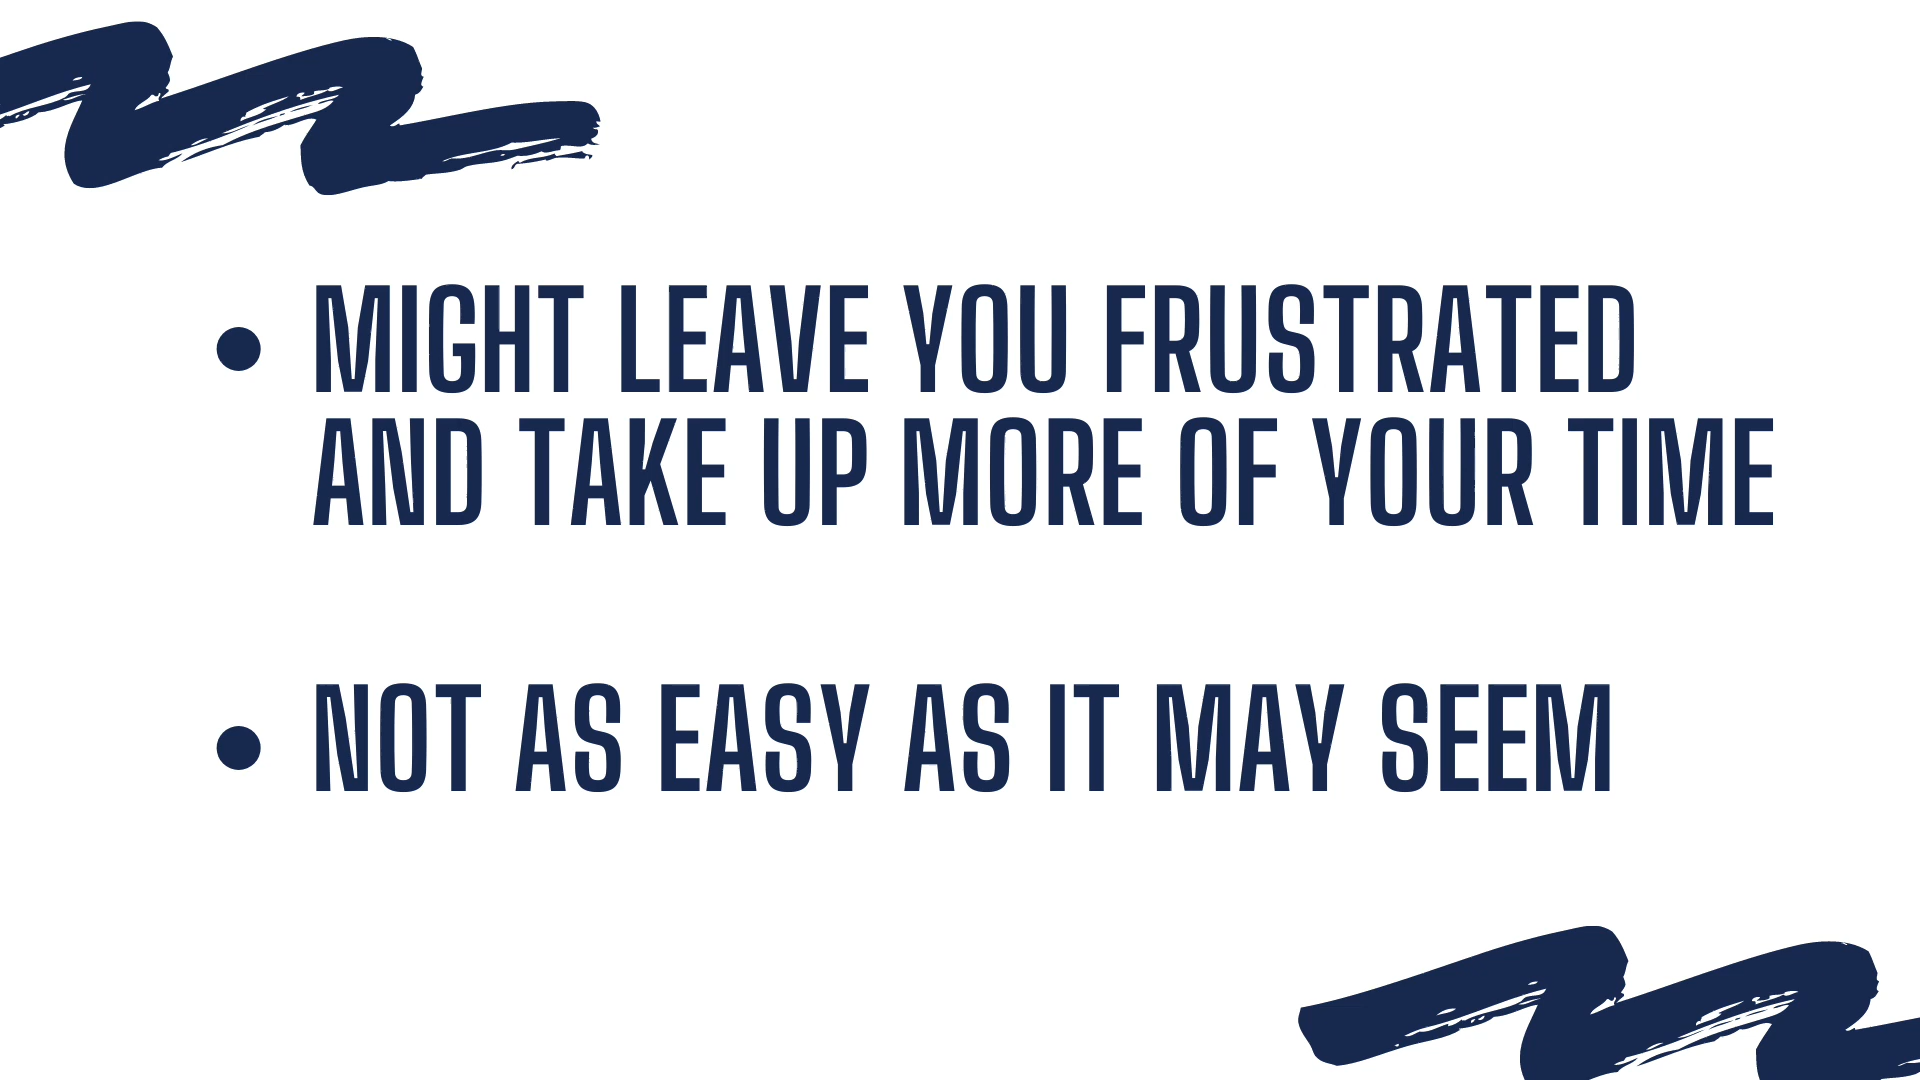 • MIGHT LEAVE YOU FRUSTRATED
AND TAKE UP MORE OF YOUR TIME
• NOT AS EASY AS IT MAY SEEM